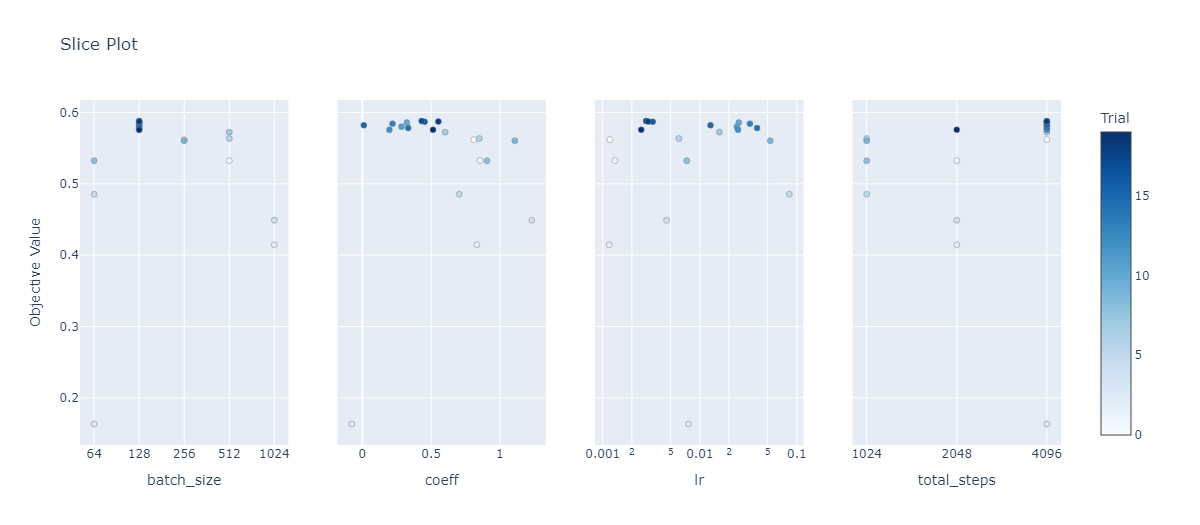 Slice Plot
Trial
Objective Value
0.6
0.5
0.4
0.3
0.2
64 128 256 512 1024
0 0.5 1
0.001 2 5 0.01 2 5 0.1
1024 2048 4096
batch_size
coeff
lr
total_steps
15
10
5
0